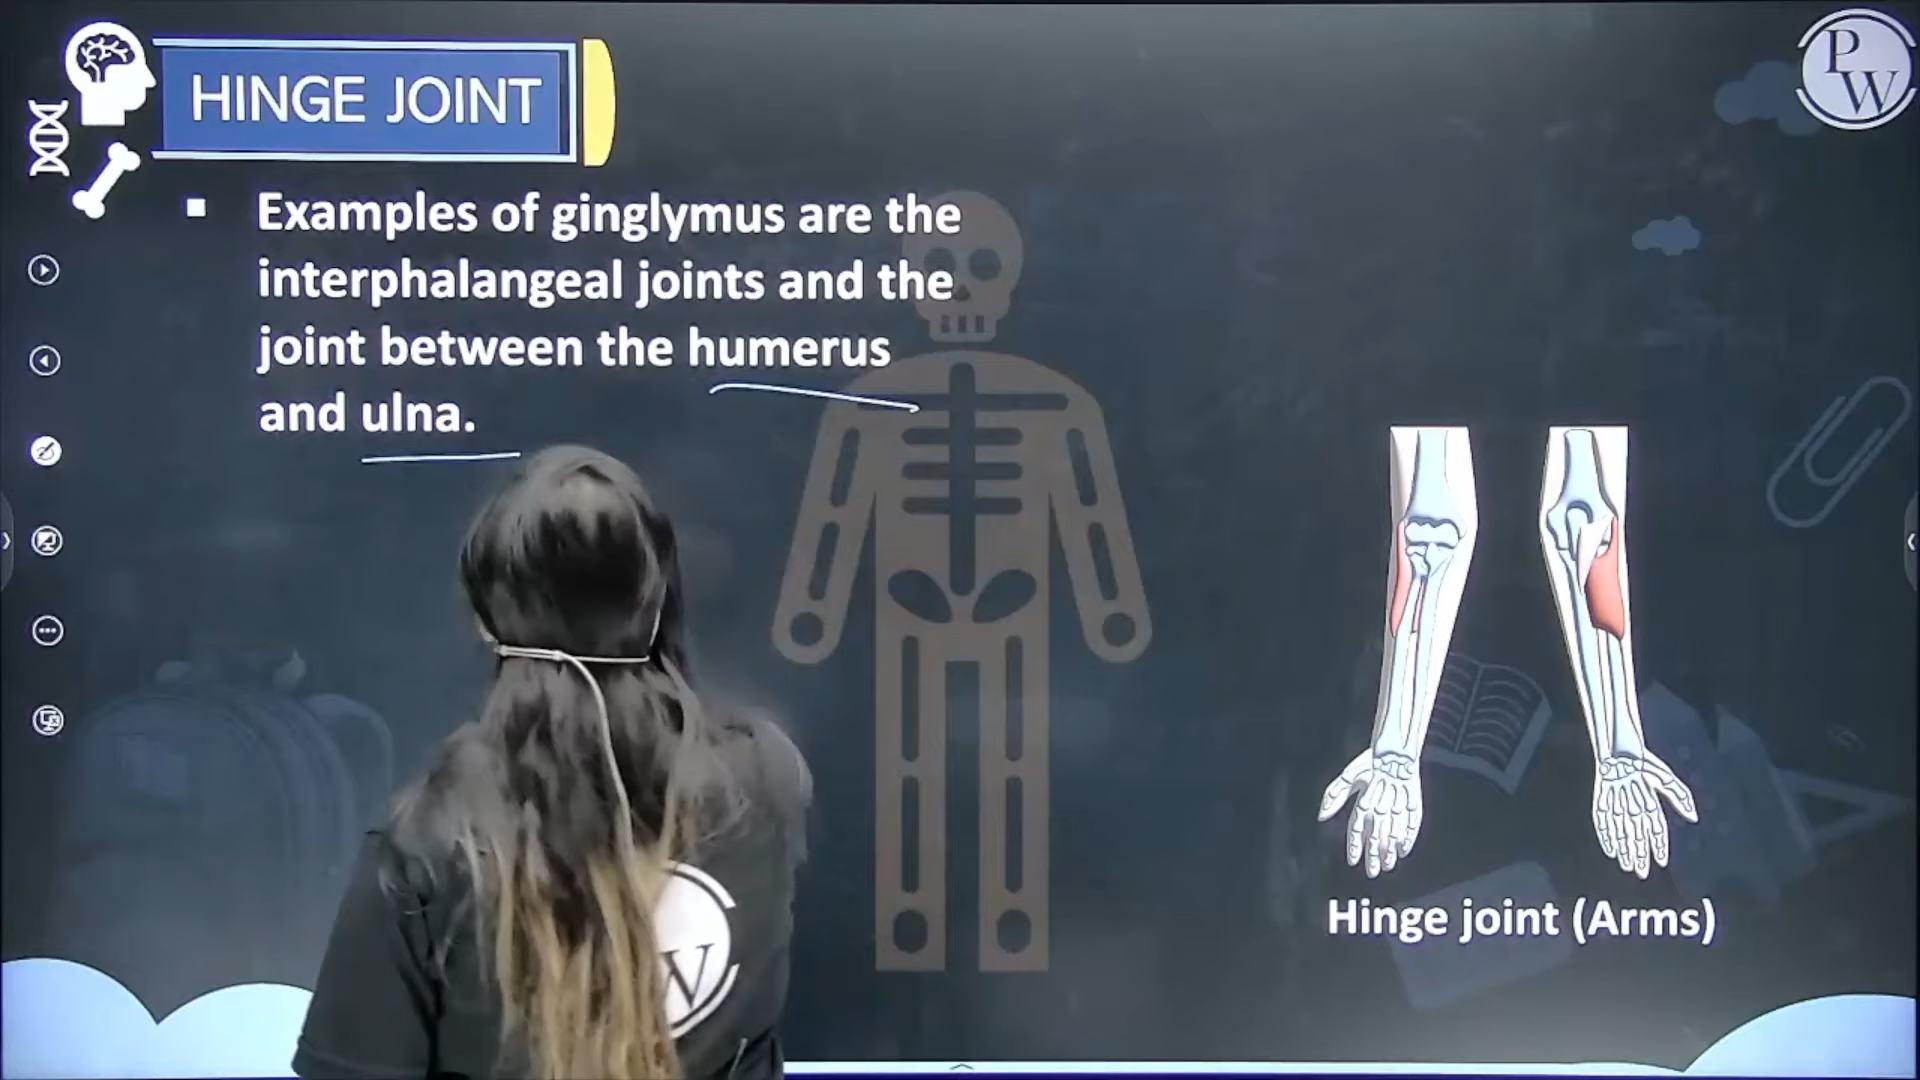 HINGE JOINT
PW
▪ Examples of ginglymus are the
interphalangeal joints and the
joint between the humerus
and ulna.
Hinge joint (Arms)
W